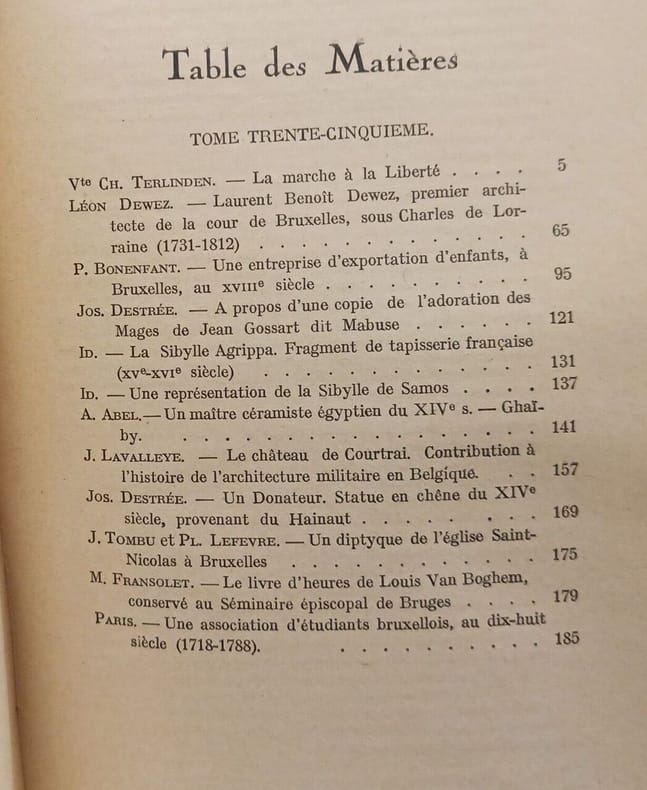 Table des Matières
TOME TRENTE-CINQUIEME.
Vte CH. TERLINDEN. — La marche à la Liberté . . . . 5
LÉON DEWEZ. — Laurent Benoît Dewez, premier archi-
tecte de la cour de Bruxelles, sous Charles de Lor-
raine (1731-1812) . . . . . . . . . . . . . 65
P. BONENFANT. — Une entreprise d'exportation d'enfants, à
Bruxelles, au XVIIIe siècle . . . . . . . . . . 95
JOS. DESTRÉE. — A propos d'une copie de l'adoration des
Mages de Jean Gossart dit Mabuse . . . . . . 121
ID. — La Sibylle Agrippa. Fragment de tapisserie française
(XVe-XVIe siècle) . . . . . . . . . . . . . 131
ID. — Une représentation de la Sibylle de Samos . . . . 137
A. ABEL.— Un maître céramiste égyptien du XIVe s. — Ghaï-
by. . . . . . . . . . . . . . . . . . 141
J. LAVALLEYE. — Le château de Courtrai. Contribution à
l'histoire de l'architecture militaire en Belgique. . . 157
JOS. DESTRÉE. — Un Donateur. Statue en chêne du XIVe
siècle, provenant du Hainaut . . . . . . . . . 169
J. TOMBU et PL. LEFEVRE. — Un diptyque de l'église Saint-
Nicolas à Bruxelles . . . . . . . . . . . . 175
M. FRANSOLET. — Le livre d'heures de Louis Van Boghem,
conservé au Séminaire épiscopal de Bruges . . . . 179
PARIS. — Une association d'étudiants bruxellois, au dix-huit
siècle (1718-1788). . . . . . . . . . . 185